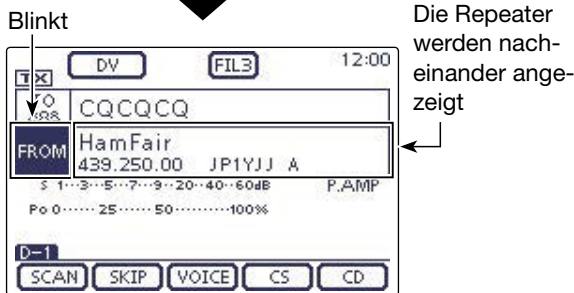 Blinkt
Die Repeater
werden nach-
einander ange-
zeigt
TX DV FIL3 12:00
TO CQCQCQ
FROM HamFair
439.250.00 JP1YJJ A
S 1··3··5··7··9··20··40··60dB P.AMP
Po 0······25······50··········100%
D-1
SCAN SKIP VOICE CS CD